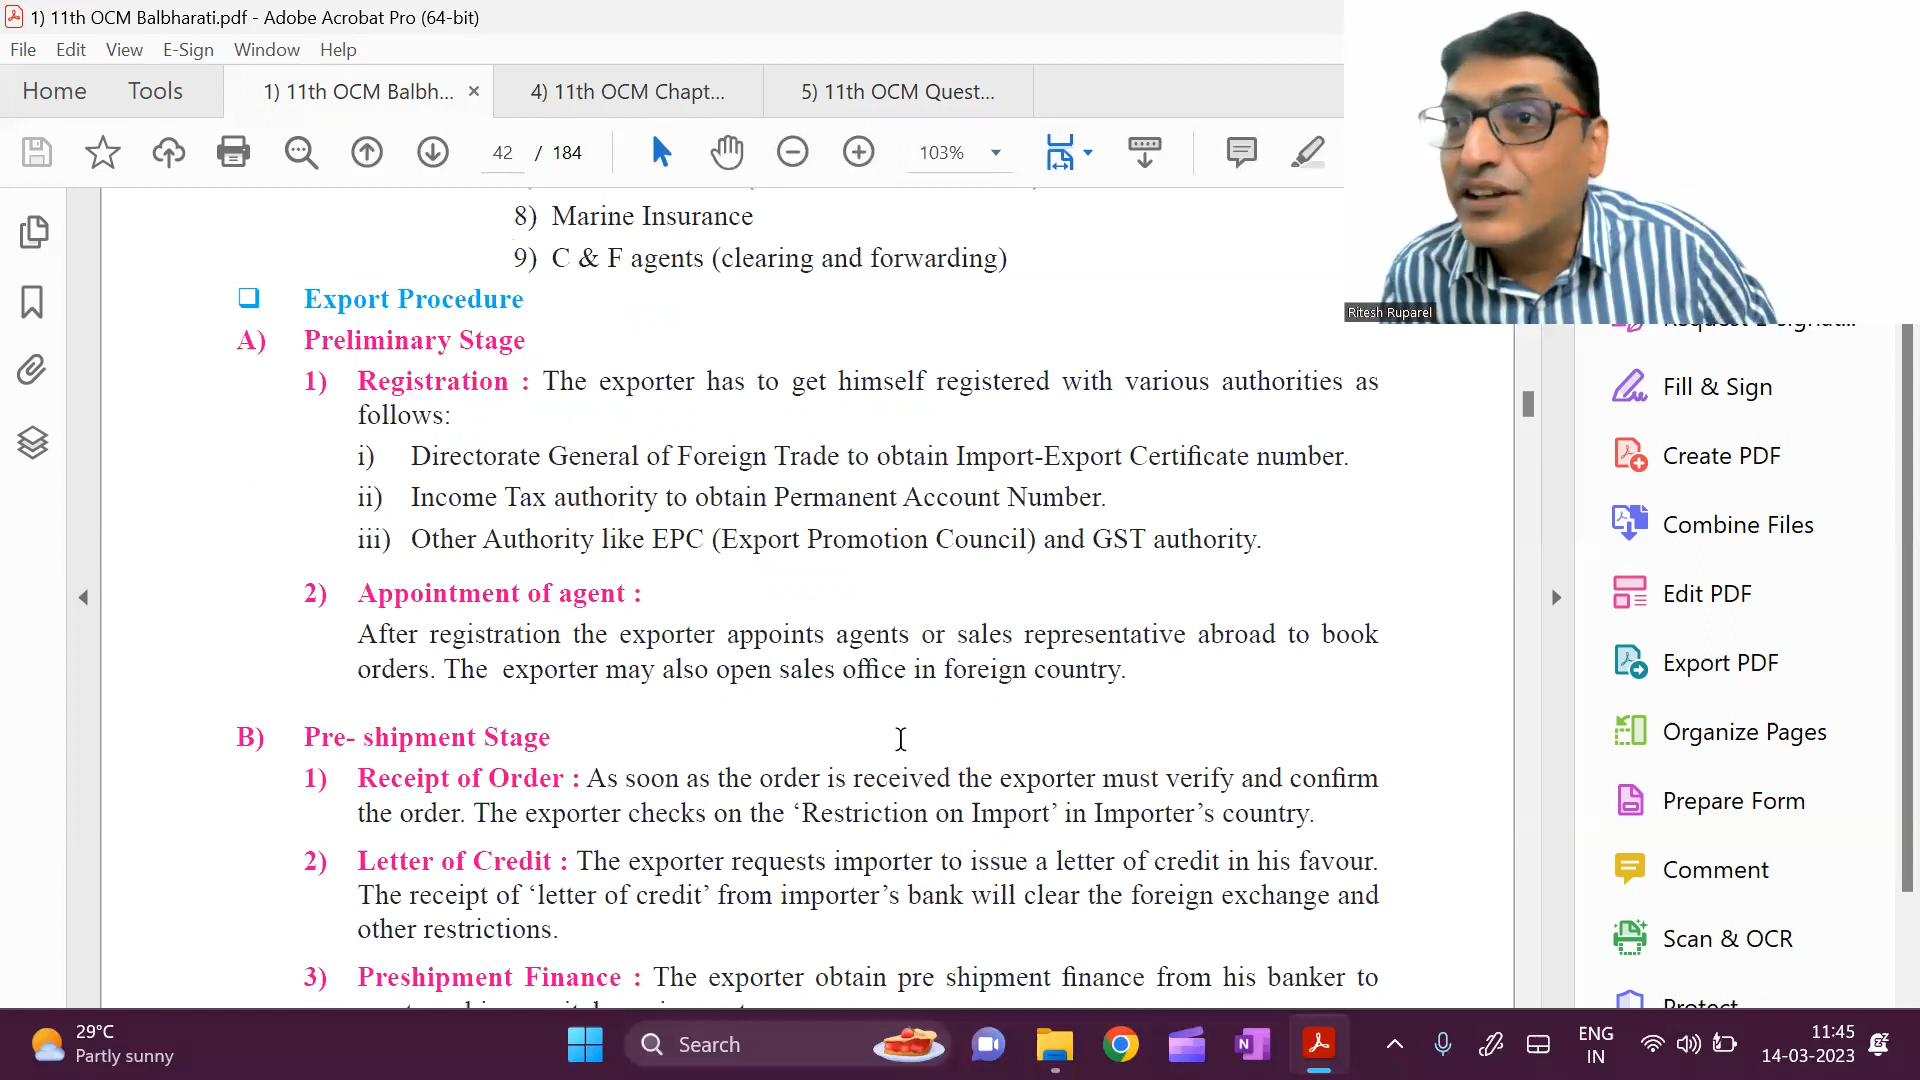 1) 11th OCM Balbharati.pdf - Adobe Acrobat Pro (64-bit)
File Edit View E-Sign Window Help
Home Tools 1) 11th OCM Balbh... × 4) 11th OCM Chapt... 5) 11th OCM Quest...
42 / 184 103%
8) Marine Insurance
9) C & F agents (clearing and forwarding)
Export Procedure
A) Preliminary Stage
1) Registration : The exporter has to get himself registered with various authorities as
follows:
i) Directorate General of Foreign Trade to obtain Import-Export Certificate number.
ii) Income Tax authority to obtain Permanent Account Number.
iii) Other Authority like EPC (Export Promotion Council) and GST authority.
2) Appointment of agent :
After registration the exporter appoints agents or sales representative abroad to book
orders. The exporter may also open sales office in foreign country.
B) Pre- shipment Stage
1) Receipt of Order : As soon as the order is received the exporter must verify and confirm
the order. The exporter checks on the ‘Restriction on Import’ in Importer’s country.
2) Letter of Credit : The exporter requests importer to issue a letter of credit in his favour.
The receipt of ‘letter of credit’ from importer’s bank will clear the foreign exchange and
other restrictions.
3) Preshipment Finance : The exporter obtain pre shipment finance from his banker to
Ritesh Ruparel
Fill & Sign
Create PDF
Combine Files
Edit PDF
Export PDF
Organize Pages
Prepare Form
Comment
Scan & OCR
Protect
29°C
Partly sunny
Search
ENG
IN
11:45
14-03-2023